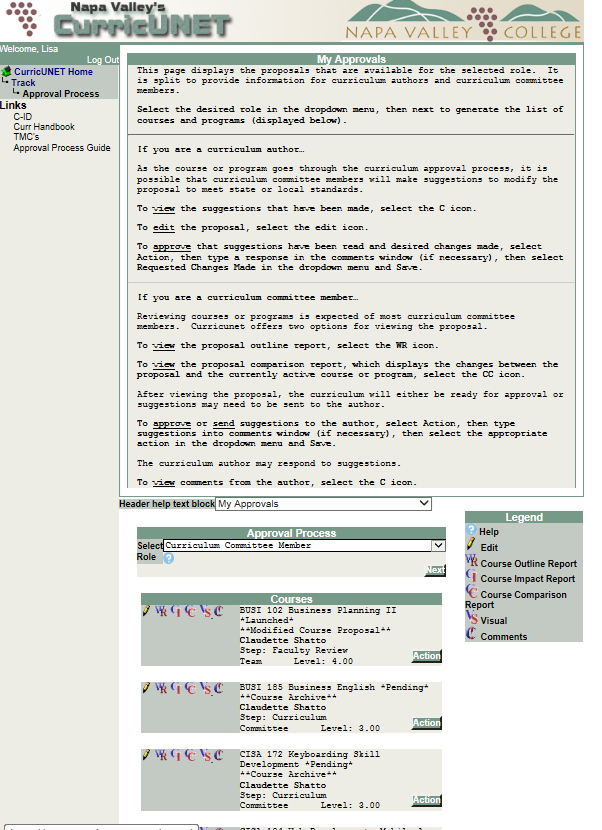 Napa Valley's
CurricUNET
NAPA VALLEY COLLEGE
Welcome, Lisa
Log Out
CurricUNET Home
Track
Approval Process
Links
C-ID
Curr Handbook
TMC's
Approval Process Guide
My Approvals
This page displays the proposals that are available for the selected role. It
is split to provide information for curriculum authors and curriculum committee
members.
Select the desired role in the dropdown menu, then next to generate the list of
courses and programs (displayed below).
If you are a curriculum author…
As the course or program goes through the curriculum approval process, it is
possible that curriculum committee members will make suggestions to modify the
proposal to meet state or local standards.
To view the suggestions that have been made, select the C icon.
To edit the proposal, select the edit icon.
To approve that suggestions have been read and desired changes made, select
Action, then type a response in the comments window (if necessary), then select
Requested Changes Made in the dropdown menu and Save.
If you are a curriculum committee member…
Reviewing courses or programs is expected of most curriculum committee
members. Curricunet offers two options for viewing the proposal.
To view the proposal outline report, select the WR icon.
To view the proposal comparison report, which displays the changes between the
proposal and the currently active course or program, select the CC icon.
After viewing the proposal, the curriculum will either be ready for approval or
suggestions may need to be sent to the author.
To approve or send suggestions to the author, select Action, then type
suggestions into comments window (if necessary), then select the appropriate
action in the dropdown menu and Save.
The curriculum author may respond to suggestions.
To view comments from the author, select the C icon.
Header help text block My Approvals
Approval Process
Select Curriculum Committee Member
Role ?
Next
Legend
? Help
Edit
WR Course Outline Report
CI Course Impact Report
CC Course Comparison
Report
VS Visual
C Comments
Courses
WR CI CC VS C BUSI 102 Business Planning II
*Launched*
**Modified Course Proposal**
Claudette Shatto
Step: Faculty Review
Team Level: 4.00
Action
WR CI CC VS C BUSI 185 Business English *Pending*
**Course Archive**
Claudette Shatto
Step: Curriculum
Committee Level: 3.00
Action
WR CI CC VS C CISA 172 Keyboarding Skill
Development *Pending*
**Course Archive**
Claudette Shatto
Step: Curriculum
Committee Level: 3.00
Action